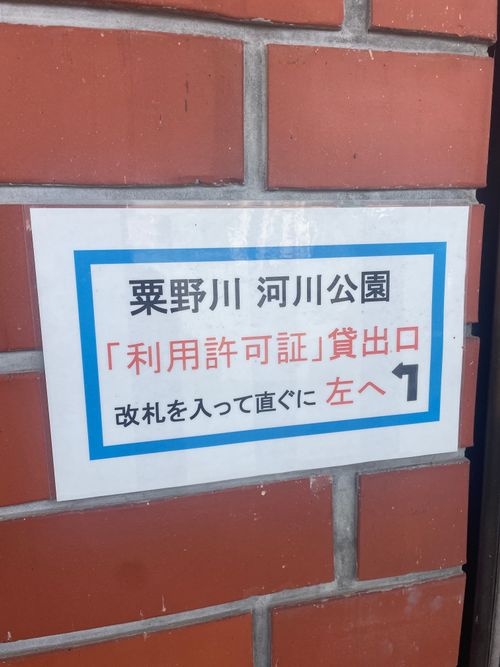 粟野川 河川公園
「利用許可証」貸出口
改札を入って直ぐに 左へ